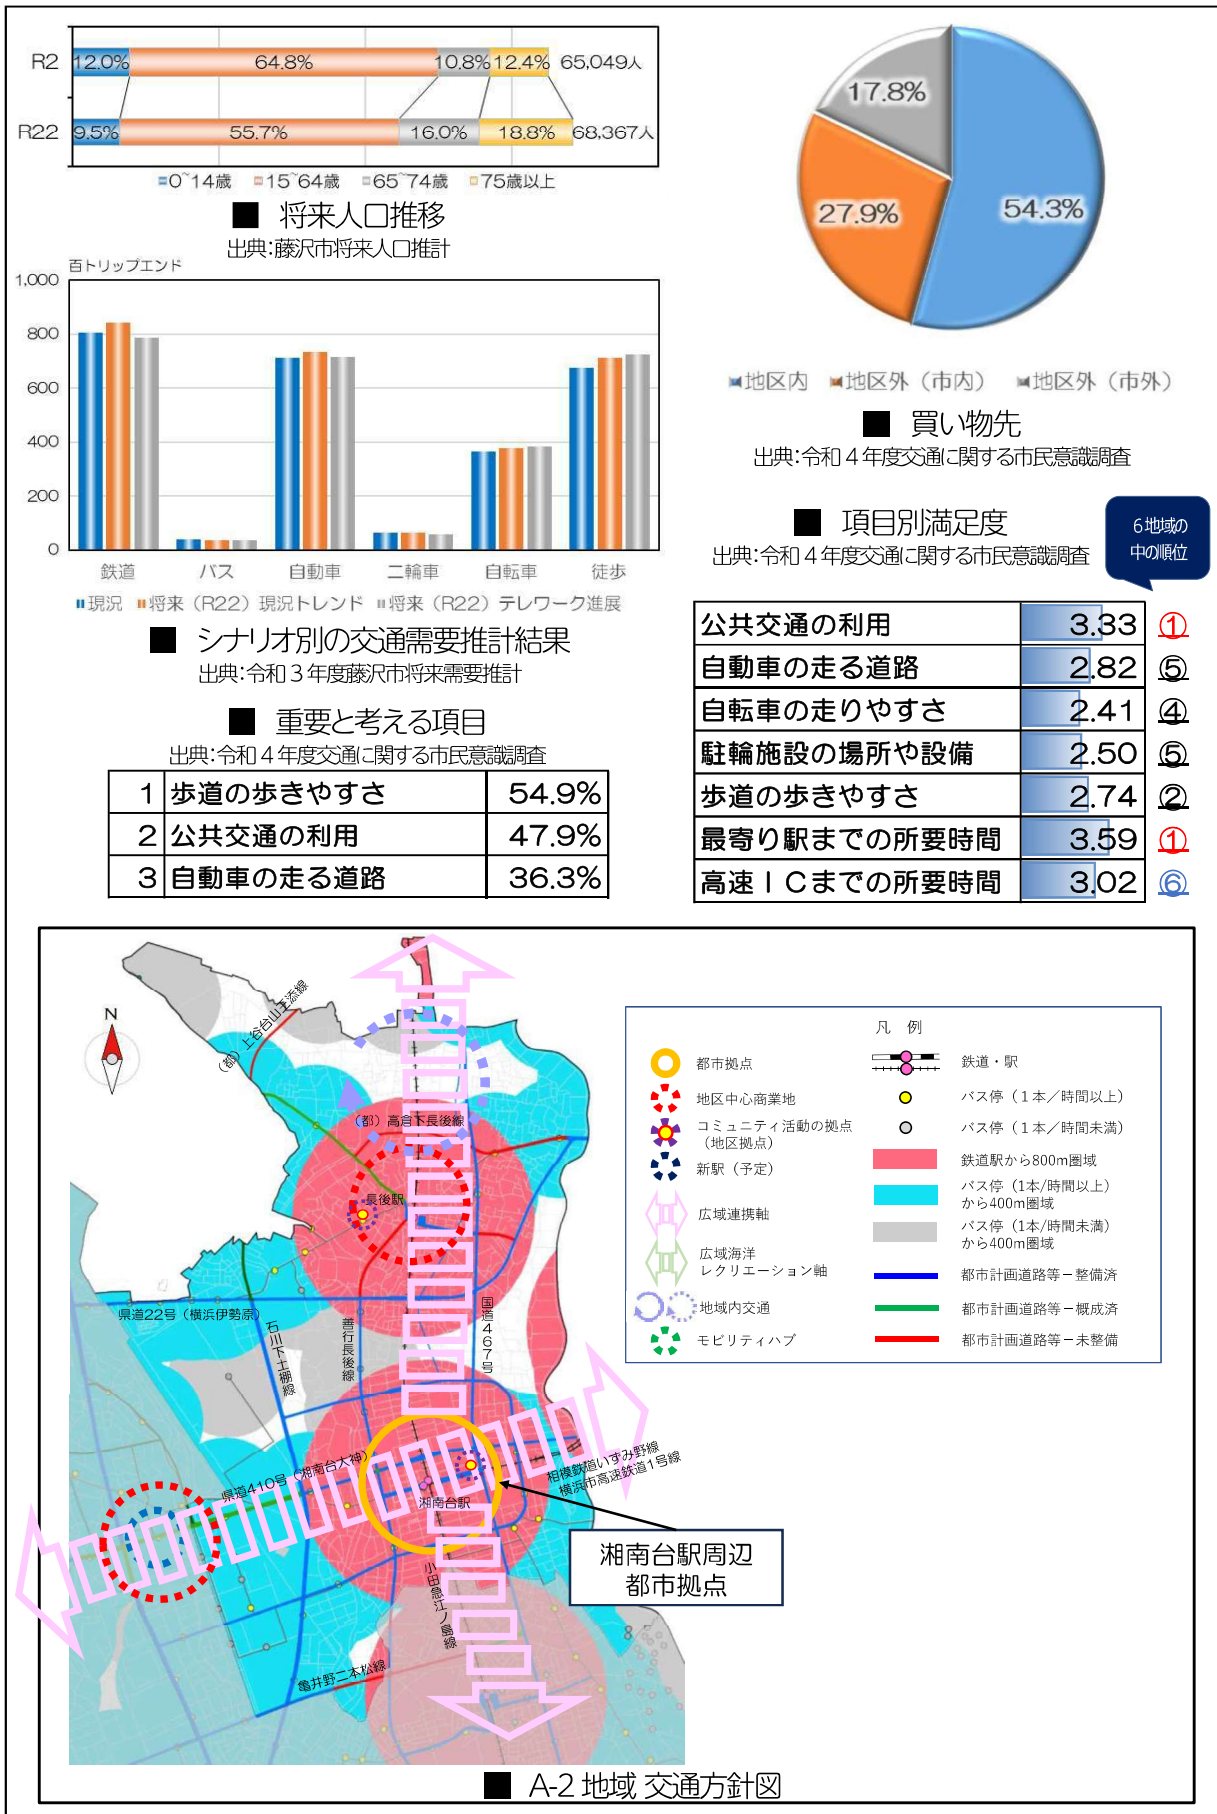 R2 12.0% 64.8% 10.8% 12.4% 65,049人
R22 9.5% 55.7% 16.0% 18.8% 68,367人
0~14歳 15~64歳 65~74歳 75歳以上
■ 将来人口推移
出典:藤沢市将来人口推計
百トリップエンド
1,000
800
600
400
200
0
鉄道 バス 自動車 二輪車 自転車 徒歩
現況 将来（R22）現況トレンド 将来（R22）テレワーク進展
■ シナリオ別の交通需要推計結果
出典:令和3年度藤沢市将来需要推計
■ 重要と考える項目
出典:令和4年度交通に関する市民意識調査
1 歩道の歩きやすさ 54.9%
2 公共交通の利用 47.9%
3 自動車の走る道路 36.3%
17.8%
27.9%
54.3%
地区内 地区外（市内） 地区外（市外）
■ 買い物先
出典:令和4年度交通に関する市民意識調査
■ 項目別満足度
出典:令和4年度交通に関する市民意識調査
6地域の
中の順位
公共交通の利用 3.33 ①
自動車の走る道路 2.82 ⑤
自転車の走りやすさ 2.41 ④
駐輪施設の場所や設備 2.50 ⑤
歩道の歩きやすさ 2.74 ②
最寄り駅までの所要時間 3.59 ①
高速ICまでの所要時間 3.02 ⑥
N
(都)上谷台山王添線
(都)高倉下長後線
長後駅
県道22号（横浜伊勢原）
石川下土棚線
善行長後線
国道467号
県道410号（湘南台大神）
相模鉄道いずみ野線
横浜市高速鉄道1号線
湘南台駅
小田急江ノ島線
亀井野二本松線
湘南台駅周辺
都市拠点
凡 例
都市拠点
地区中心商業地
コミュニティ活動の拠点
（地区拠点）
新駅（予定）
広域連携軸
広域海洋
レクリエーション軸
地域内交通
モビリティハブ
鉄道・駅
バス停（1本／時間以上）
バス停（1本／時間未満）
鉄道駅から800m圏域
バス停（1本/時間以上）
から400m圏域
バス停（1本/時間未満）
から400m圏域
都市計画道路等－整備済
都市計画道路等－概成済
都市計画道路等－未整備
■ A-2 地域 交通方針図